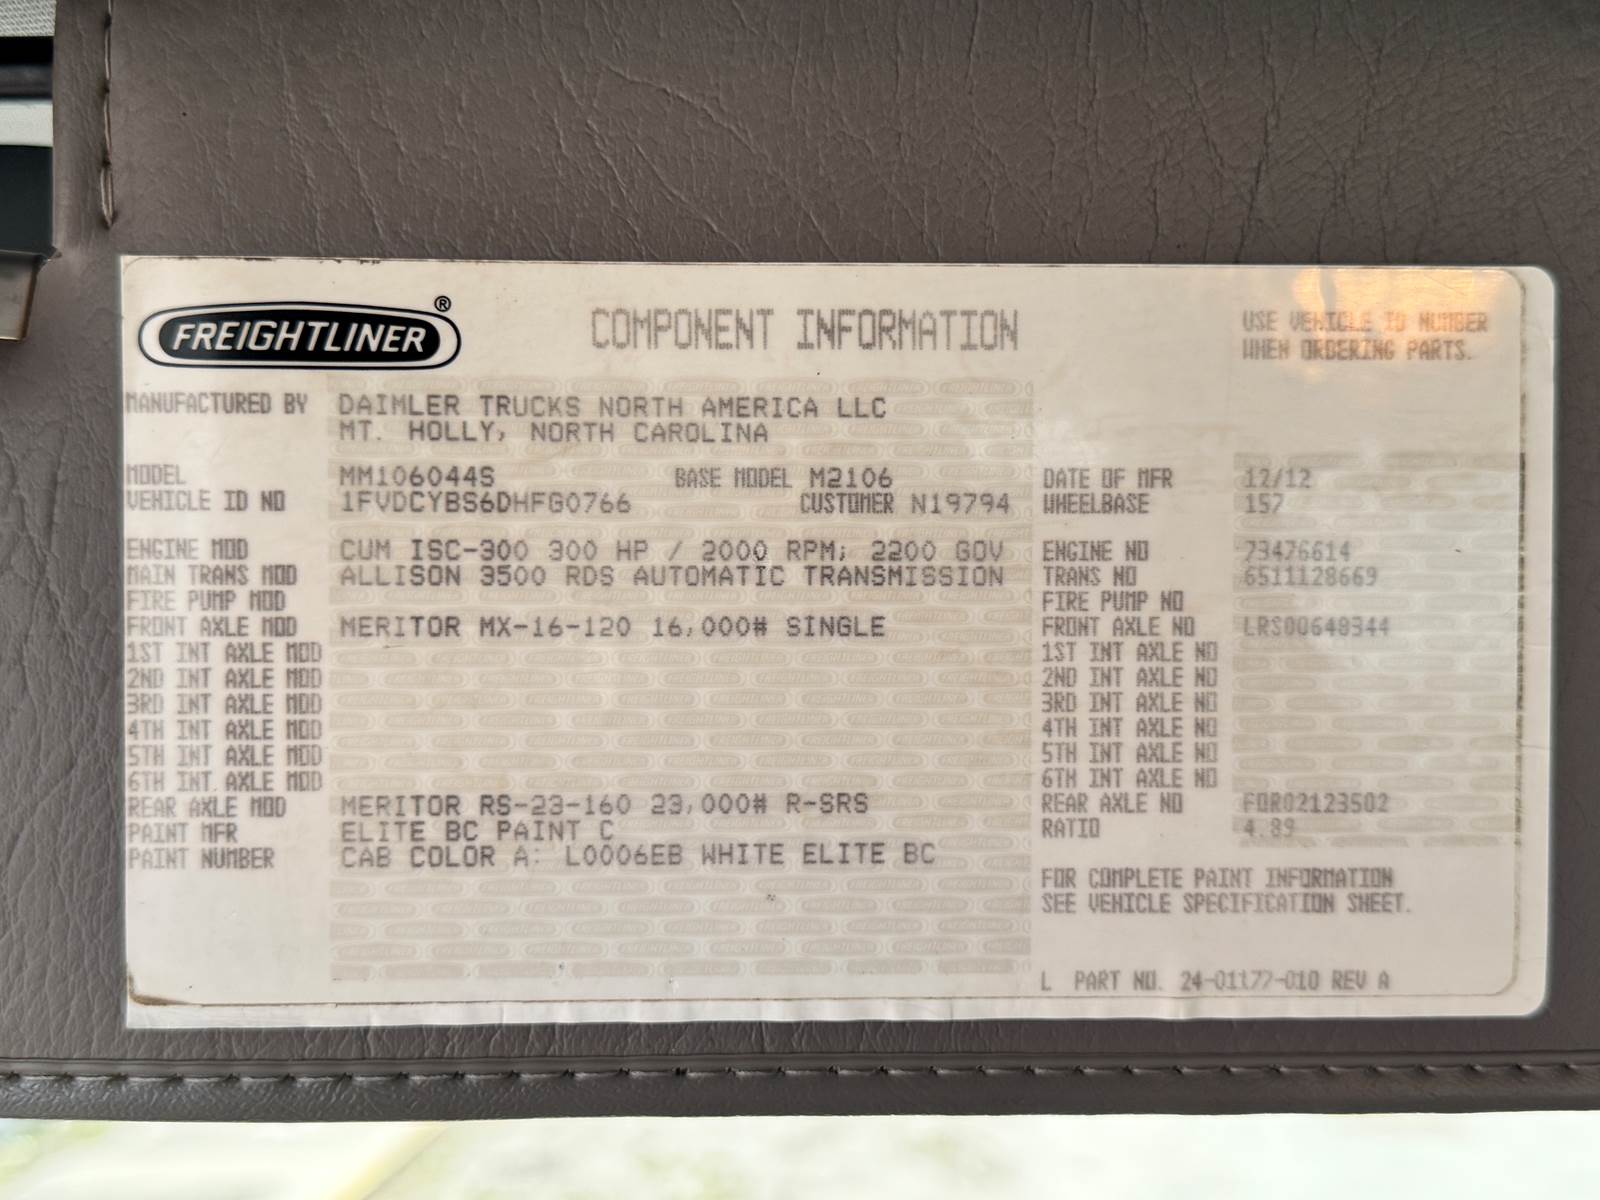 FREIGHTLINER®
COMPONENT INFORMATION
USE VEHICLE ID NUMBER
WHEN ORDERING PARTS.
MANUFACTURED BY DAIMLER TRUCKS NORTH AMERICA LLC
MT. HOLLY, NORTH CAROLINA
MODEL MM106044S BASE MODEL M2106 DATE OF MFR 12/12
VEHICLE ID NO 1FVDCYBS6DHFG0766 CUSTOMER N19794 WHEELBASE 157
ENGINE MOD CUM ISC-300 300 HP / 2000 RPM; 2200 GOV ENGINE NO 73476614
MAIN TRANS MOD ALLISON 3500 RDS AUTOMATIC TRANSMISSION TRANS NO 6511128669
FIRE PUMP MOD FIRE PUMP NO
FRONT AXLE MOD MERITOR MX-16-120 16,000# SINGLE FRONT AXLE NO LRS00648344
1ST INT AXLE MOD 1ST INT AXLE NO
2ND INT AXLE MOD 2ND INT AXLE NO
3RD INT AXLE MOD 3RD INT AXLE NO
4TH INT AXLE MOD 4TH INT AXLE NO
5TH INT AXLE MOD 5TH INT AXLE NO
6TH INT AXLE MOD 6TH INT AXLE NO
REAR AXLE MOD MERITOR RS-23-160 23,000# R-SRS REAR AXLE NO FOR02123502
PAINT MFR ELITE BC PAINT C RATIO 4.89
PAINT NUMBER CAB COLOR A: L0006EB WHITE ELITE BC
FOR COMPLETE PAINT INFORMATION
SEE VEHICLE SPECIFICATION SHEET.
L PART NO. 24-01177-010 REV A